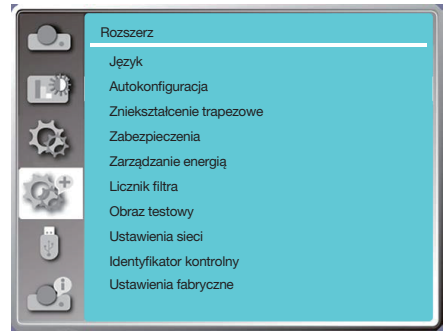 Rozszerz
Język
Autokonfiguracja
Zniekształcenie trapezowe
Zabezpieczenia
Zarządzanie energią
Licznik filtra
Obraz testowy
Ustawienia sieci
Identyfikator kontrolny
Ustawienia fabryczne